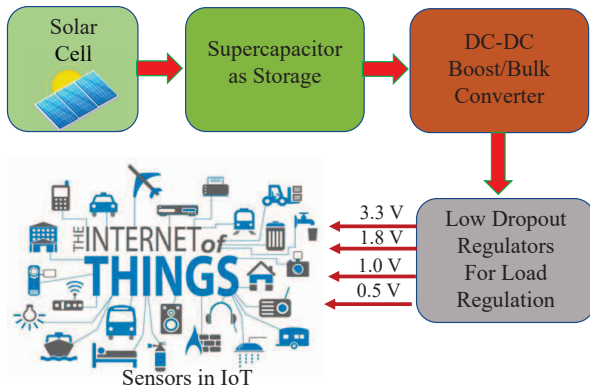 Solar
Cell
Supercapacitor
as Storage
DC-DC
Boost/Bulk
Converter
Low Dropout
Regulators
For Load
Regulation
3.3 V
1.8 V
1.0 V
0.5 V
THE
INTERNET of
THINGS
Sensors in IoT